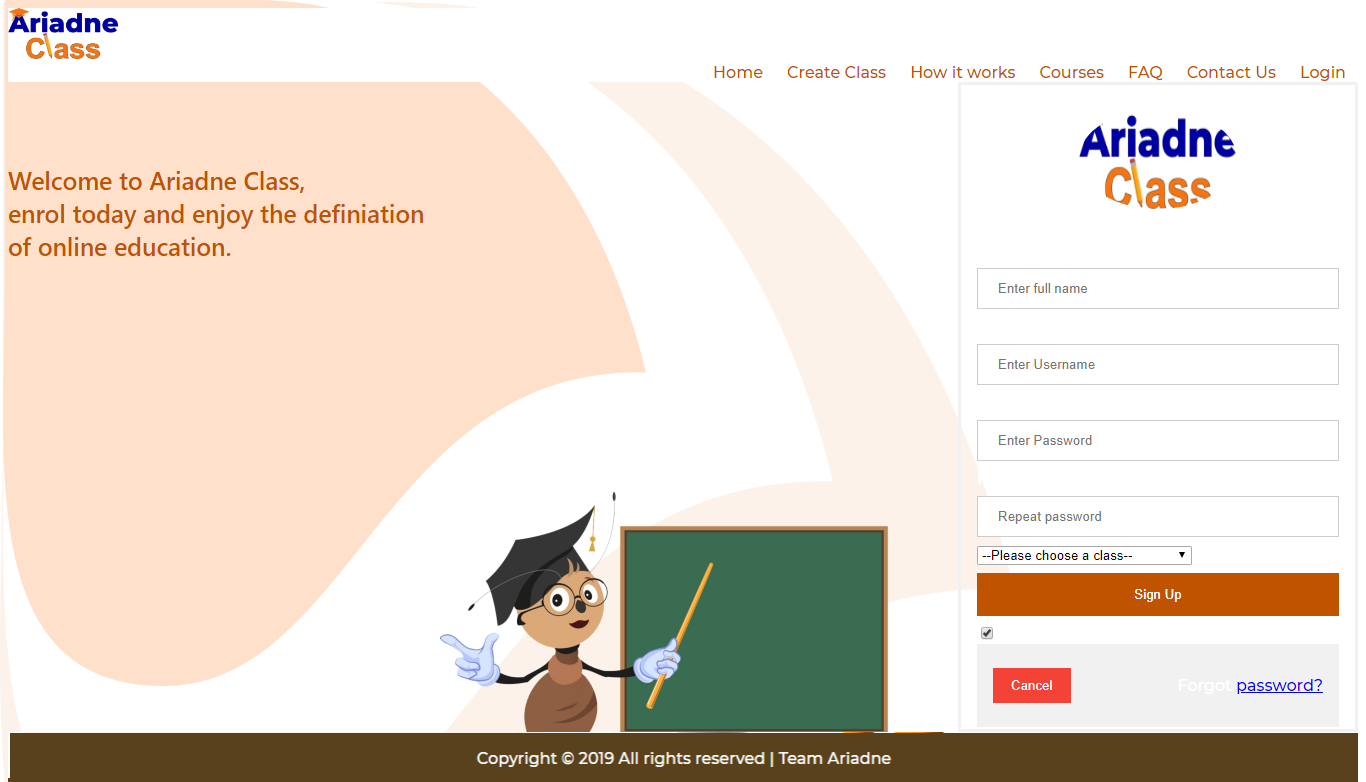 Ariadne
Class
Home Create Class How it works Courses FAQ Contact Us Login
Welcome to Ariadne Class,
enrol today and enjoy the definiation
of online education.
Ariadne
Class
Enter full name
Enter Username
Enter Password
Repeat password
--Please choose a class--
Sign Up
Cancel
Forgot password?
Copyright © 2019 All rights reserved | Team Ariadne